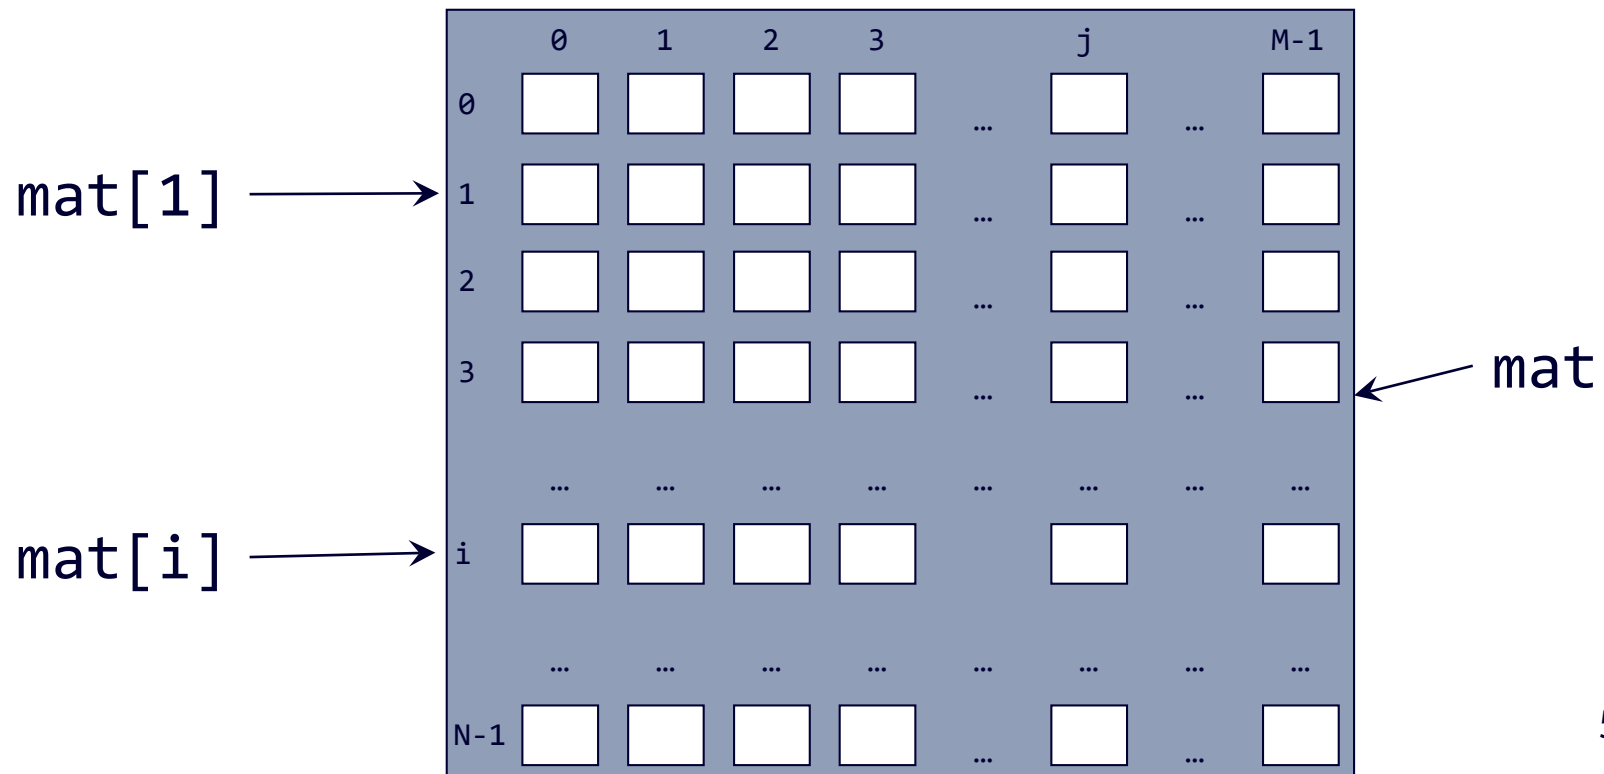 0 1 2 3 j M-1
0 … …
mat[1] 1 … …
2 … …
3 … … mat
… … … … … … … …
mat[i] i
… … … … … … … …
N-1 … …